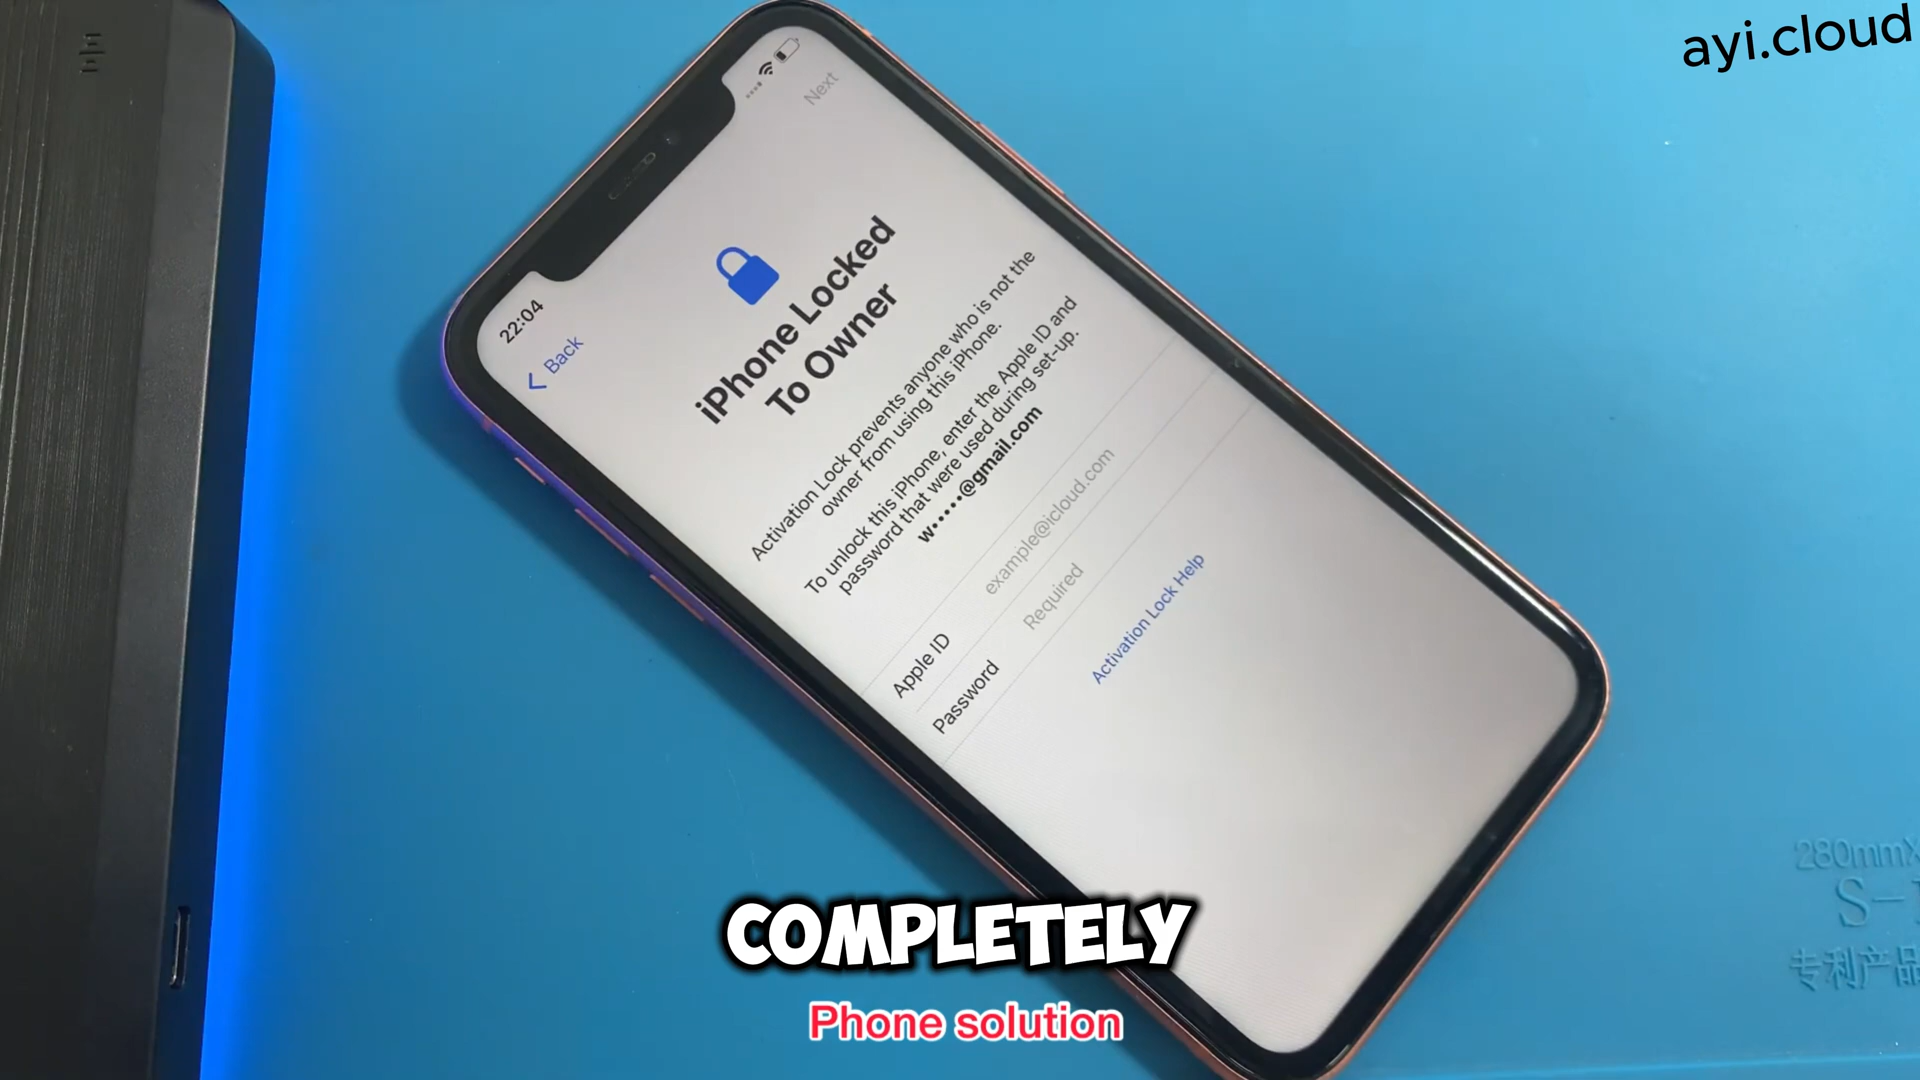 ayi.cloud
22:04
Next
Back
iPhone Locked
To Owner
Activation Lock prevents anyone who is not the
owner from using this iPhone.
To unlock this iPhone, enter the Apple ID and
password that were used during set-up.
w•••••@gmail.com
Apple ID example@icloud.com
Password Required
Activation Lock Help
280mm
S-
专利产品
COMPLETELY
Phone solution